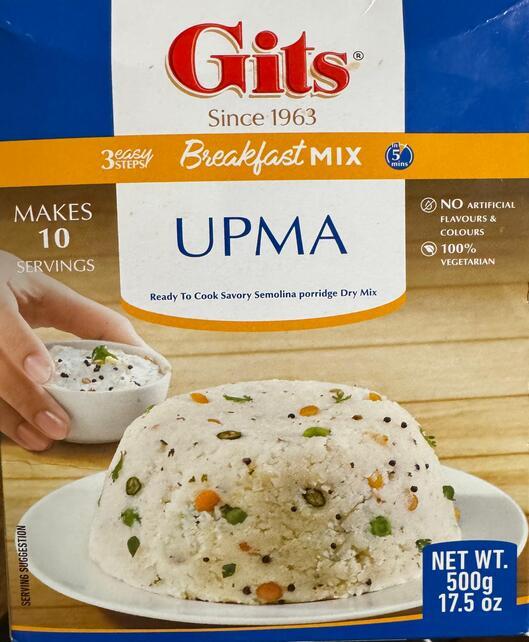 Gits®
Since 1963
3 easy STEPS!
Breakfast MIX
in 5 mins
MAKES
10
SERVINGS
UPMA
NO ARTIFICIAL
FLAVOURS &
COLOURS
100%
VEGETARIAN
Ready To Cook Savory Semolina porridge Dry Mix
SERVING SUGGESTION
NET WT.
500g
17.5 oz